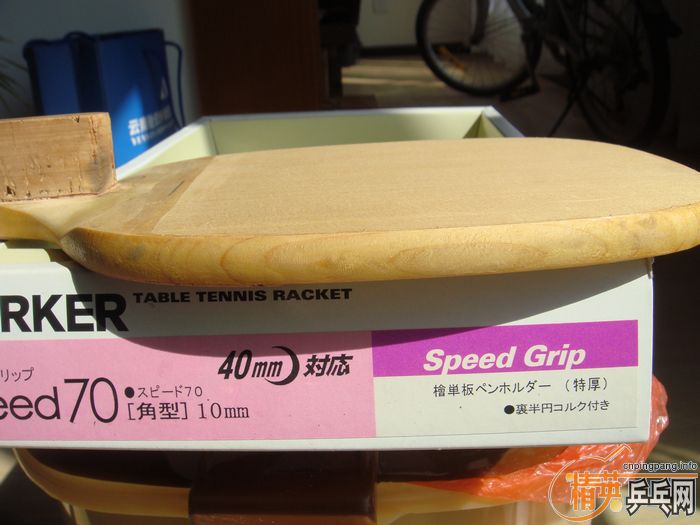 RKER TABLE TENNIS RACKET
リップ
eed70 ●スピード70
[角型] 10mm
40mm 対応
Speed Grip
檜単板ペンホルダー（特厚）
●裏半円コルク付き
cnpingpang.info
精英乒乓网